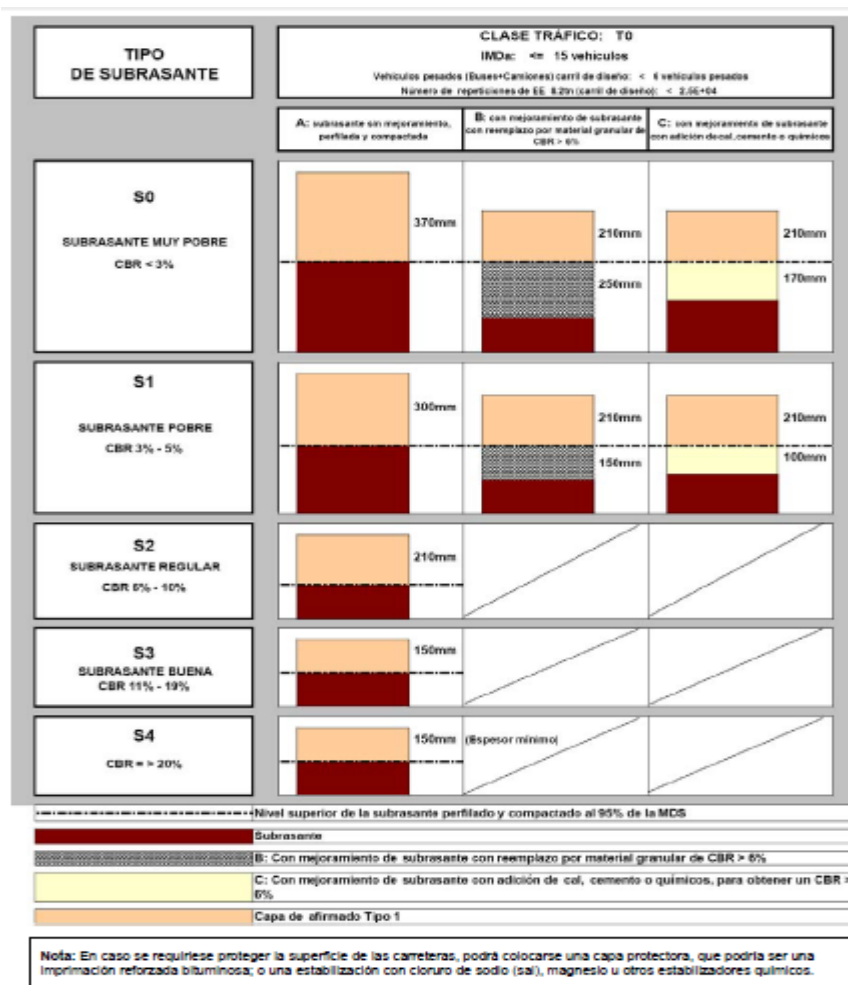 TIPO
DE SUBRASANTE
CLASE TRÁFICO: T0
IMDa: <= 15 vehículos
Vehículos pesados (Buses+Camiones) carril de diseño: < 6 vehículos pesados
Número de repeticiones de EE 8.2tn (carril de diseño): < 2.5E+04
A: subrasante sin mejoramiento,
perfilada y compactada
B: con mejoramiento de subrasante
con reemplazo por material granular de
CBR > 6%
C: con mejoramiento de subrasante
con adición de cal, cemento o químicos
S0
SUBRASANTE MUY POBRE
CBR < 3%
370mm
210mm
250mm
210mm
170mm
S1
SUBRASANTE POBRE
CBR 3% - 5%
300mm
210mm
150mm
210mm
100mm
S2
SUBRASANTE REGULAR
CBR 6% - 10%
210mm
S3
SUBRASANTE BUENA
CBR 11% - 19%
150mm
S4
CBR = > 20%
150mm (Espesor mínimo)
Nivel superior de la subrasante perfilado y compactado al 95% de la MDS
Subrasante
B: Con mejoramiento de subrasante con reemplazo por material granular de CBR > 6%
C: Con mejoramiento de subrasante con adición de cal, cemento o químicos, para obtener un CBR >
6%
Capa de afirmado Tipo 1
Nota: En caso se requiriese proteger la superficie de las carreteras, podrá colocarse una capa protectora, que podría ser una
imprimación reforzada bituminosa; o una estabilización con cloruro de sodio (sal), magnesio u otros estabilizadores químicos.